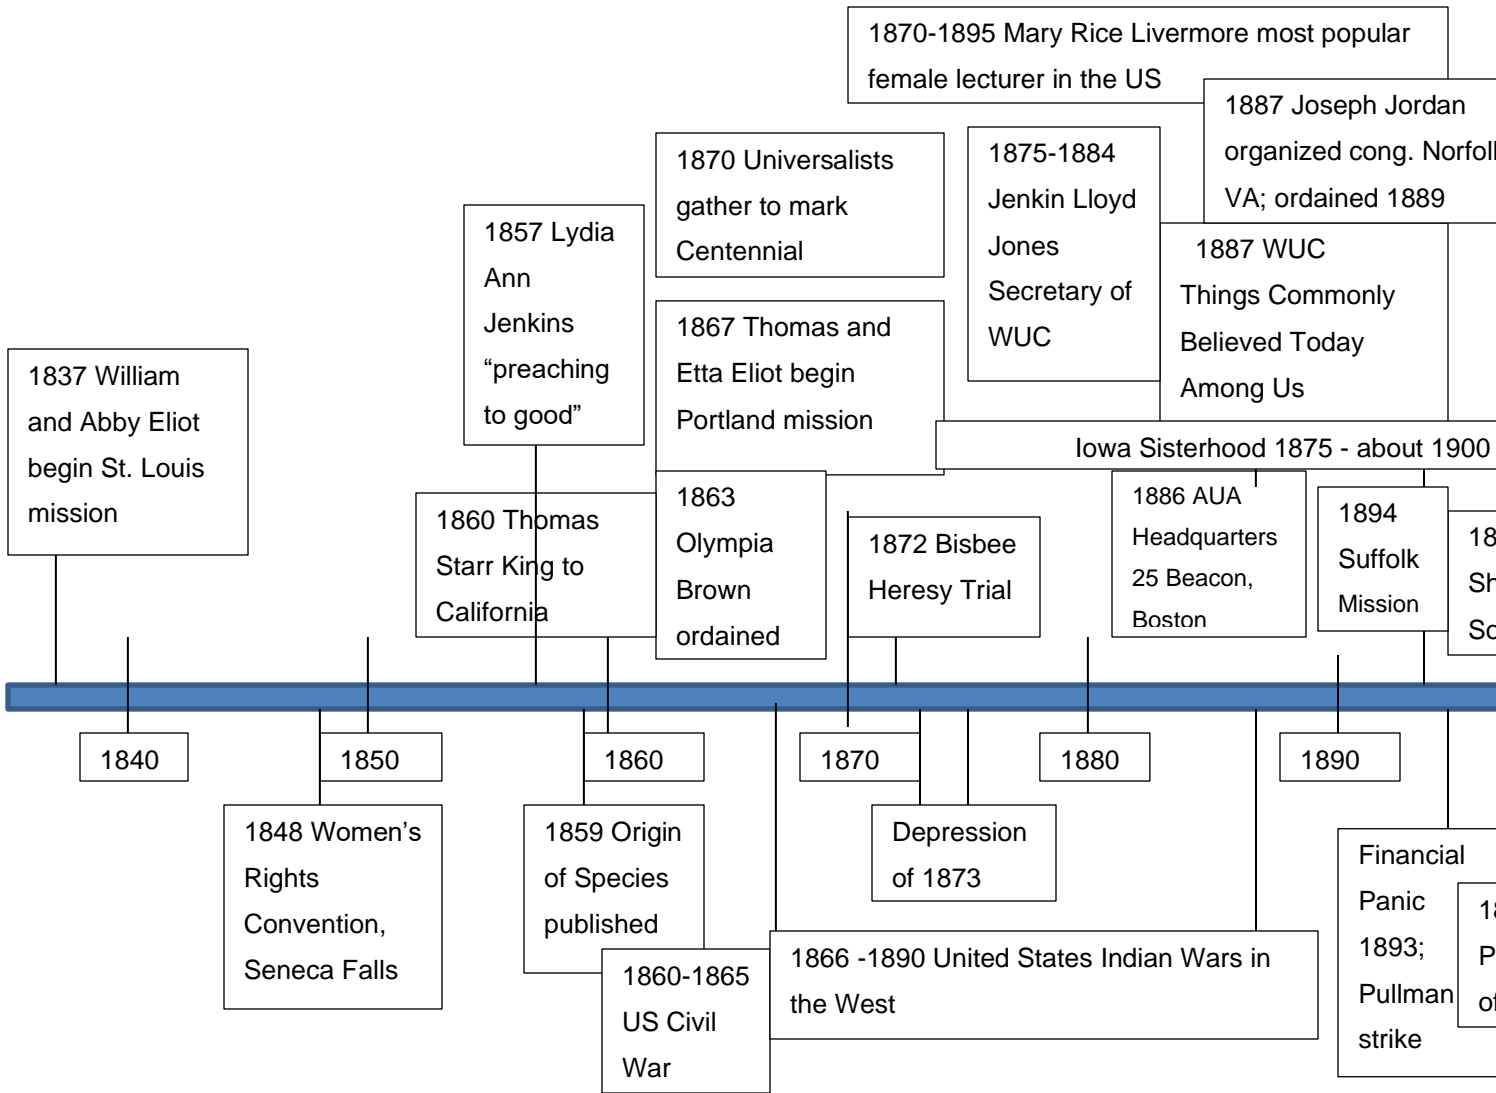 1870-1895 Mary Rice Livermore most popular
female lecturer in the US
1887 Joseph Jordan
organized cong. Norfolk
VA; ordained 1889
1870 Universalists
gather to mark
Centennial
1875-1884
Jenkin Lloyd
Jones
Secretary of
WUC
1857 Lydia
Ann
Jenkins
“preaching
to good”
1887 WUC
Things Commonly
Believed Today
Among Us
1867 Thomas and
Etta Eliot begin
Portland mission
1837 William
and Abby Eliot
begin St. Louis
mission
Iowa Sisterhood 1875 - about 1900
1860 Thomas
Starr King to
California
1863
Olympia
Brown
ordained
1872 Bisbee
Heresy Trial
1886 AUA
Headquarters
25 Beacon,
Boston
1894
Suffolk
Mission
1840
1850
1860
1870
1880
1890
1848 Women’s
Rights
Convention,
Seneca Falls
1859 Origin
of Species
published
1860-1865
US Civil
War
Depression
of 1873
1866 -1890 United States Indian Wars in
the West
Financial
Panic
1893;
Pullman
strike